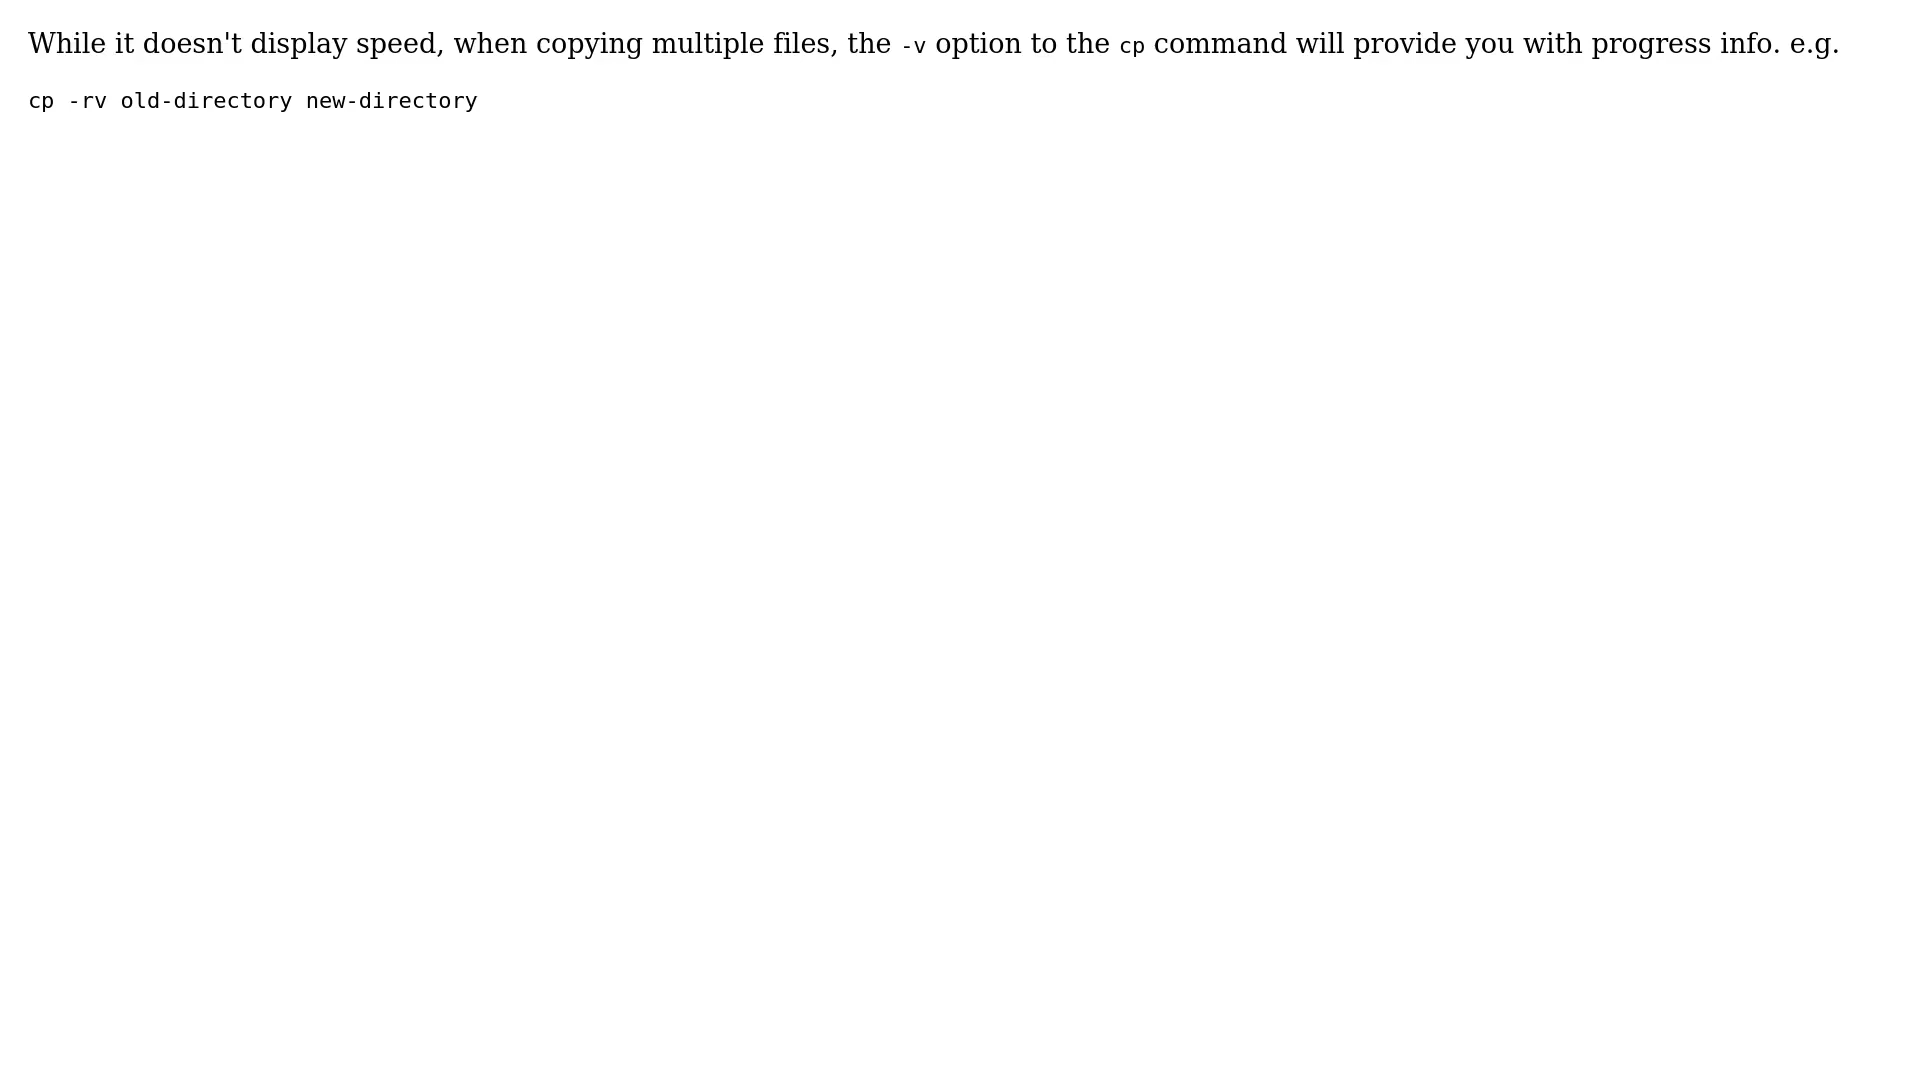 While it doesn't display speed, when copying multiple files, the -v option to the cp command will provide you with progress info. e.g.
cp -rv old-directory new-directory